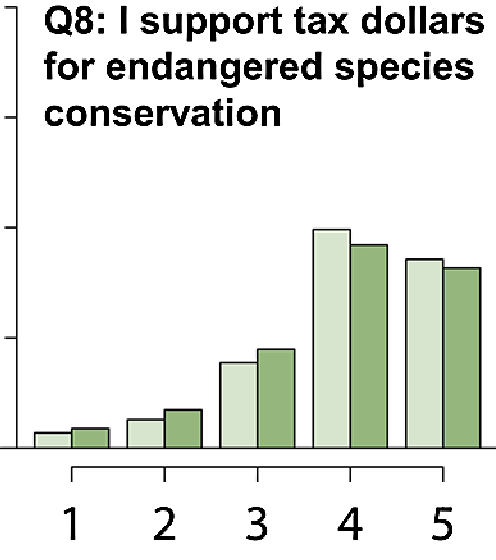 Q8: I support tax dollars
for endangered species
conservation
1 2 3 4 5